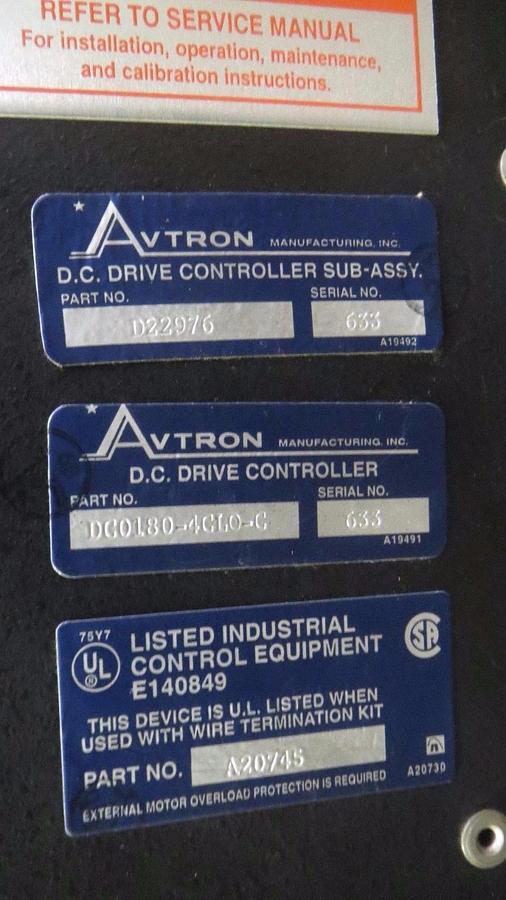 REFER TO SERVICE MANUAL
For installation, operation, maintenance,
and calibration instructions.
AVTRON MANUFACTURING, INC.
D.C. DRIVE CONTROLLER SUB-ASSY.
PART NO. SERIAL NO.
D22976 633
A19492
AVTRON MANUFACTURING, INC.
D.C. DRIVE CONTROLLER
PART NO. SERIAL NO.
DC0180-4CL0-C 633
A19491
75Y7
UL
®
LISTED INDUSTRIAL
CONTROL EQUIPMENT
E140849
SA
THIS DEVICE IS U.L. LISTED WHEN
USED WITH WIRE TERMINATION KIT
PART NO. A20745
A20730
EXTERNAL MOTOR OVERLOAD PROTECTION IS REQUIRED